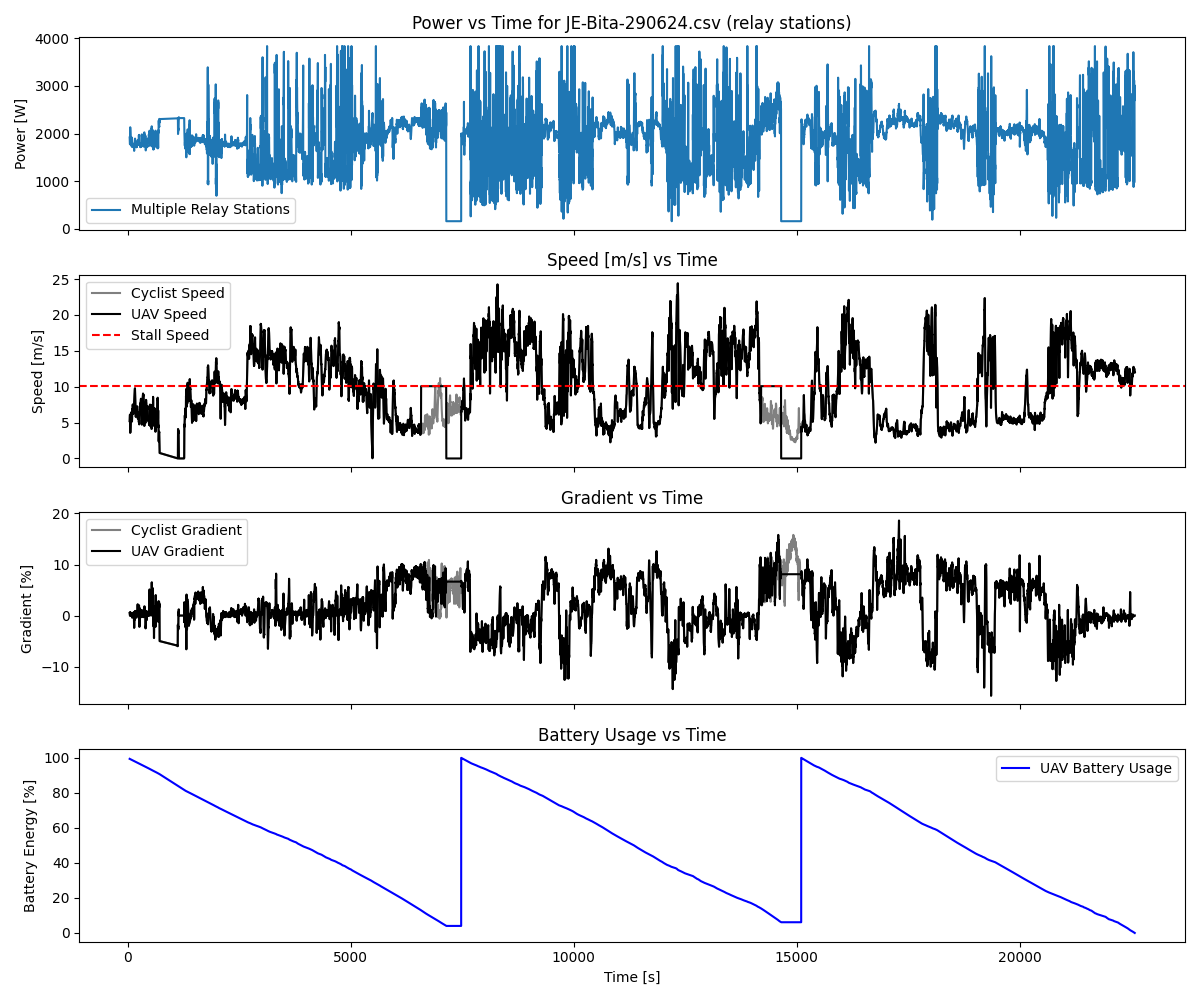 Power vs Time for JE-Bita-290624.csv (relay stations)
4000
3000
2000
1000
0
Power [W]
Multiple Relay Stations
Speed [m/s] vs Time
25
20
15
10
5
0
Speed [m/s]
Cyclist Speed
UAV Speed
Stall Speed
Gradient vs Time
20
10
0
−10
Gradient [%]
Cyclist Gradient
UAV Gradient
Battery Usage vs Time
100
80
60
40
20
0
Battery Energy [%]
UAV Battery Usage
0 5000 10000 15000 20000
Time [s]